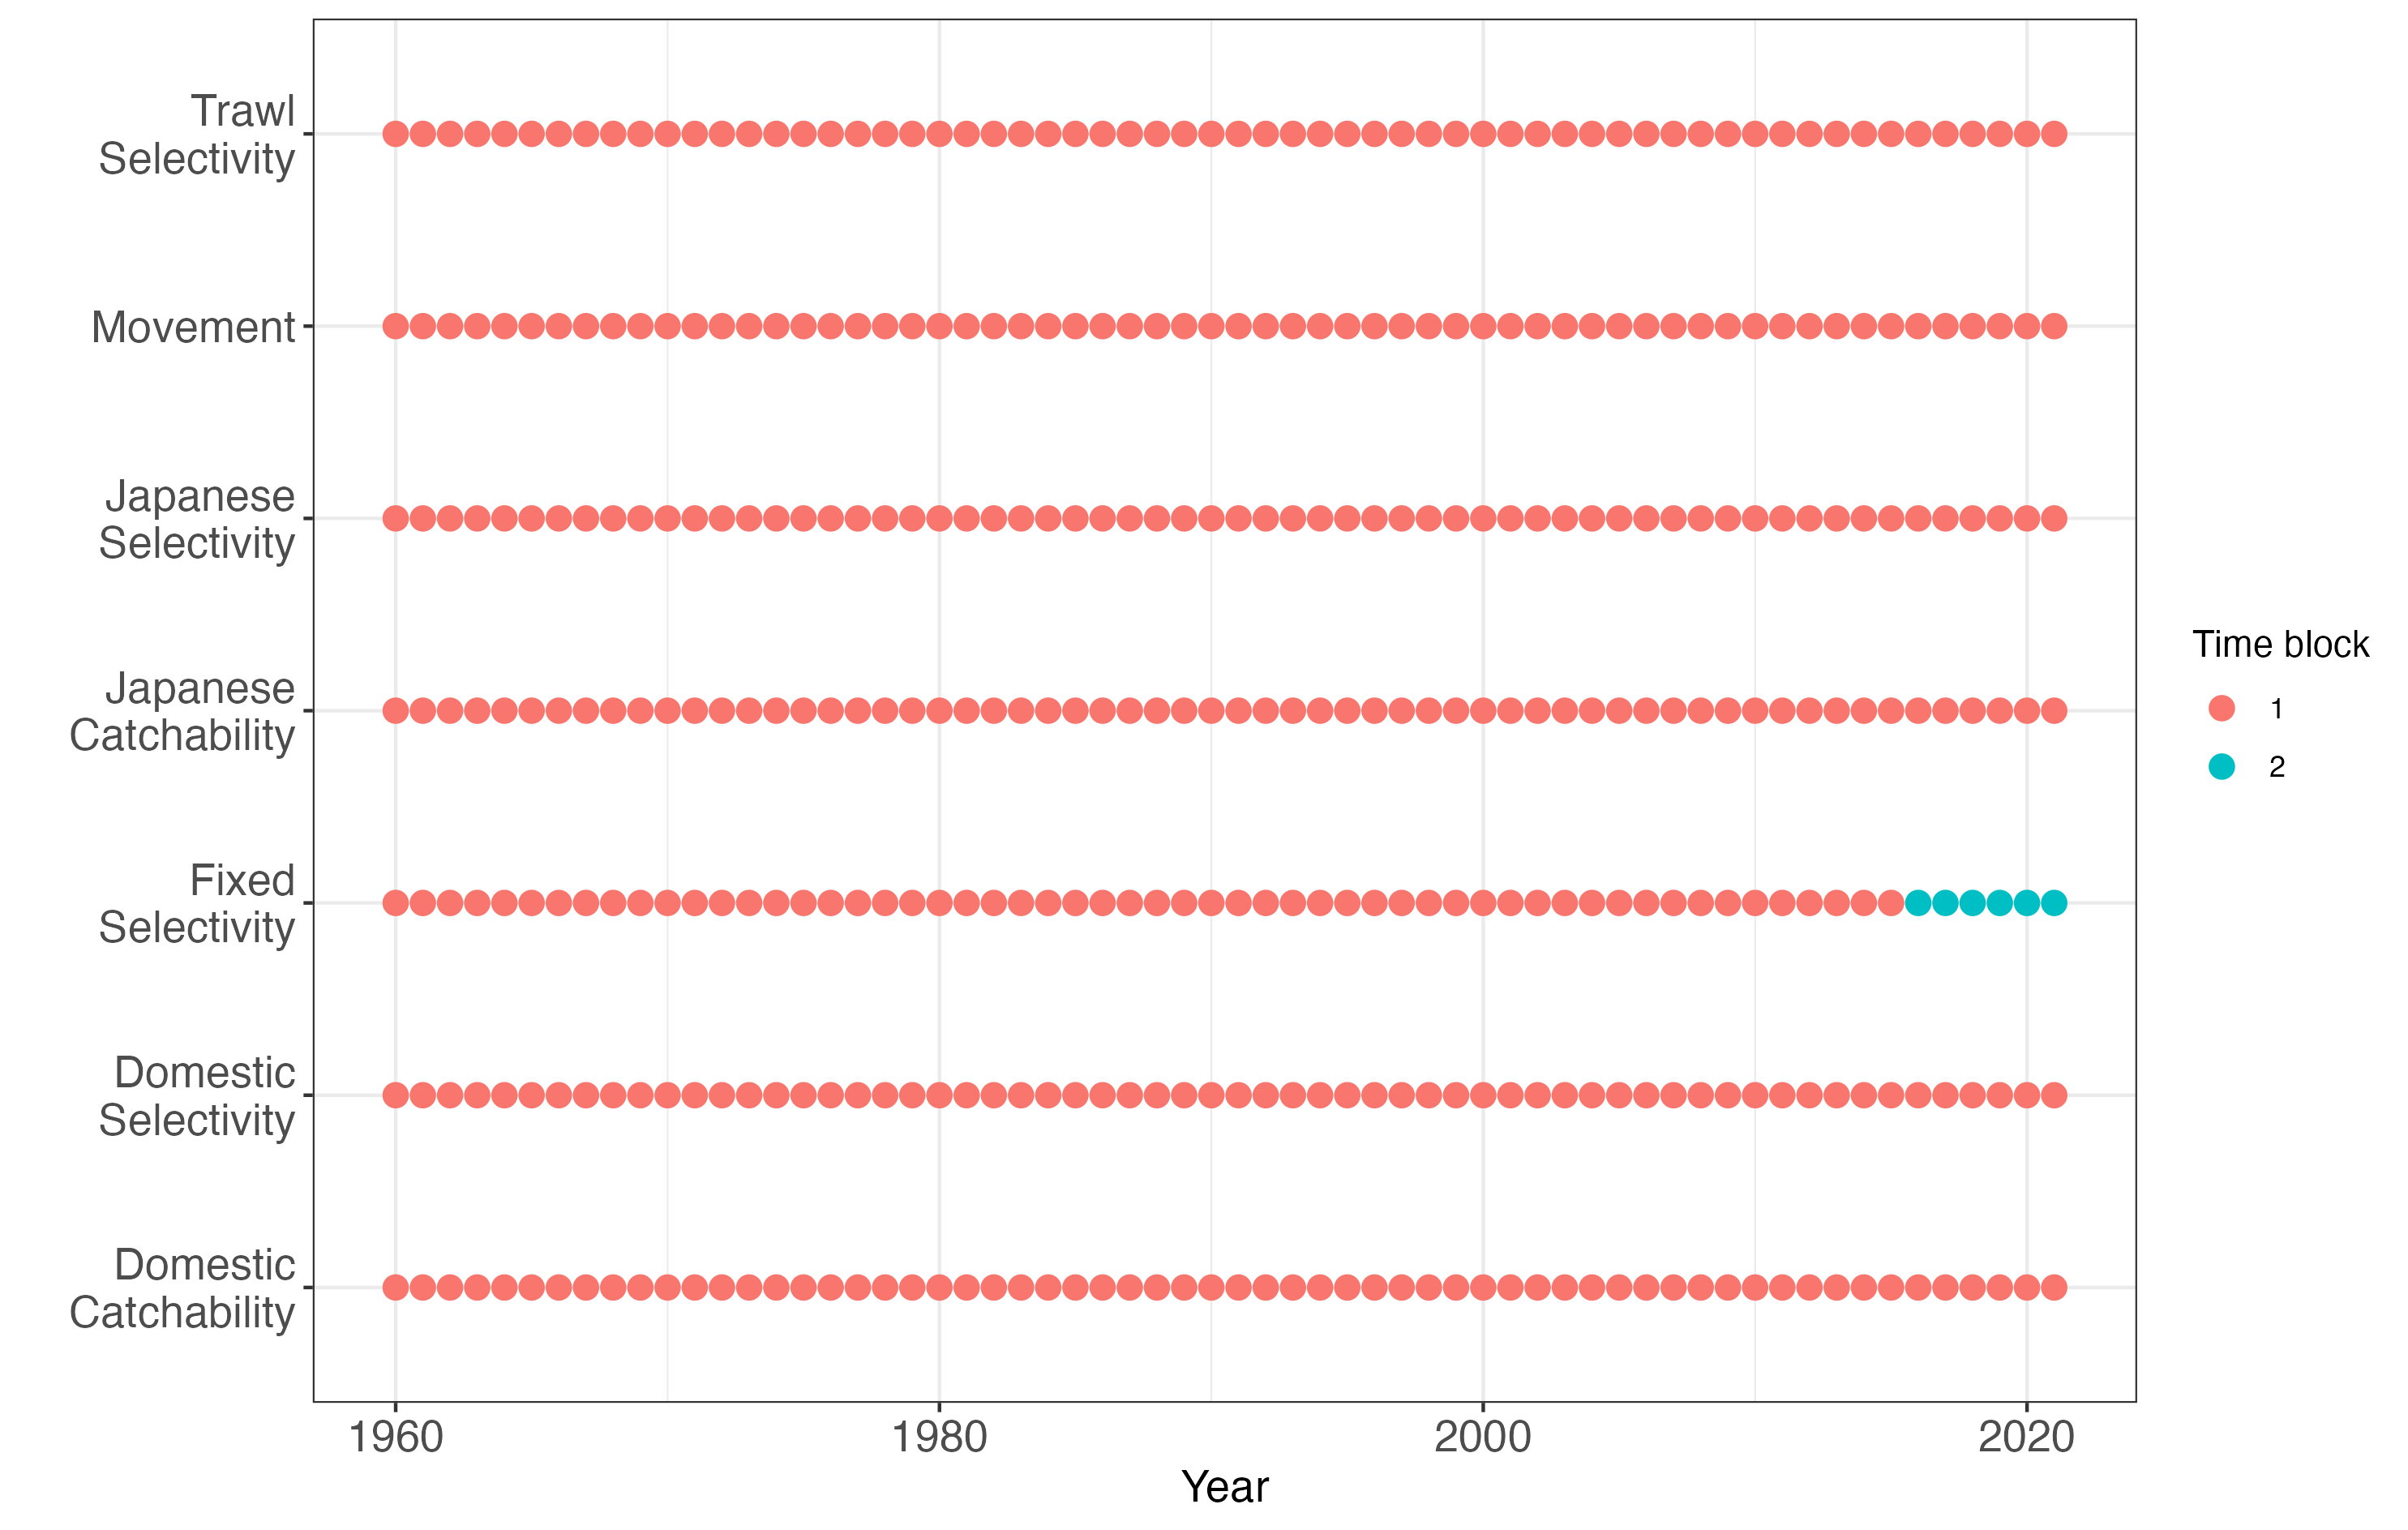 Trawl
Selectivity
Movement
Japanese
Selectivity
Japanese
Catchability
Fixed
Selectivity
Domestic
Selectivity
Domestic
Catchability
1960 1980 2000 2020
Year
Time block
1
2